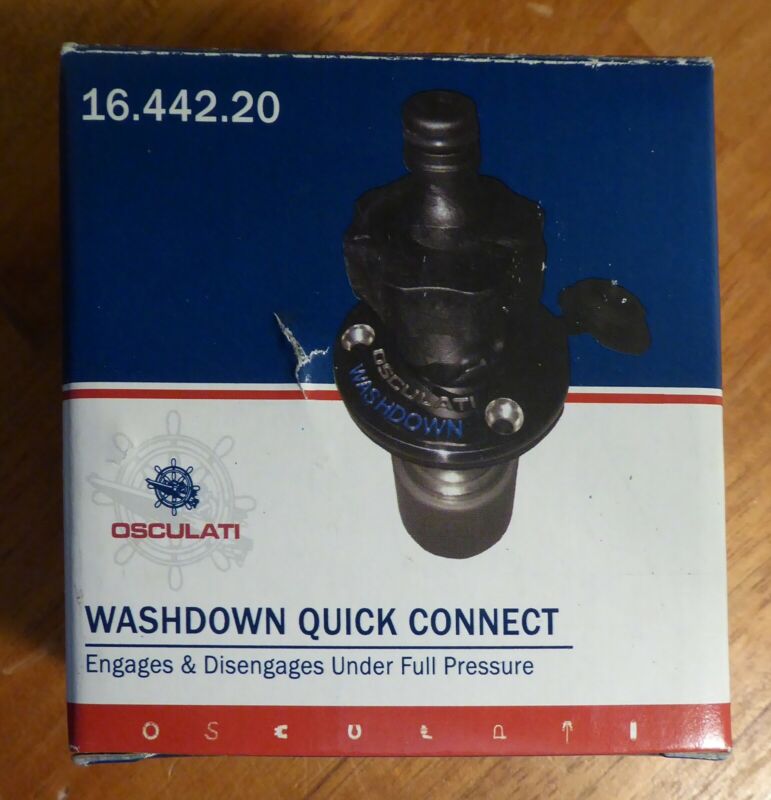 16.442.20
OSCULATI
WASHDOWN
OSCULATI
WASHDOWN QUICK CONNECT
Engages & Disengages Under Full Pressure
OSCULATI